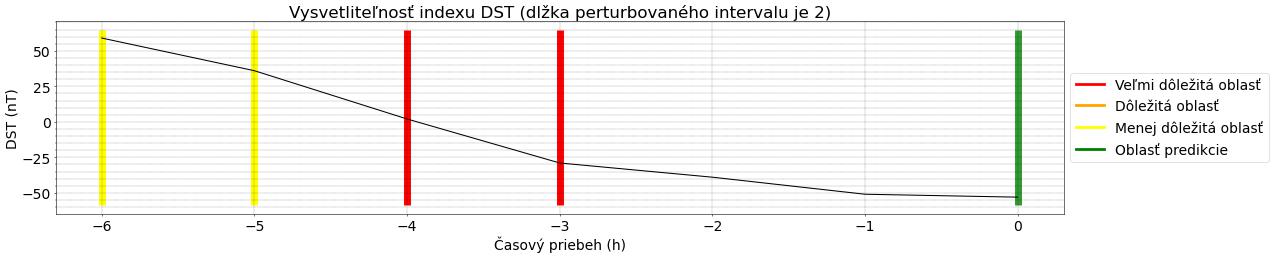 Vysvetliteľnosť indexu DST (dĺžka perturbovaného intervalu je 2)
DST (nT)
50
25
0
−25
−50
−6 −5 −4 −3 −2 −1 0
Časový priebeh (h)
Veľmi dôležitá oblasť
Dôležitá oblasť
Menej dôležitá oblasť
Oblasť predikcie